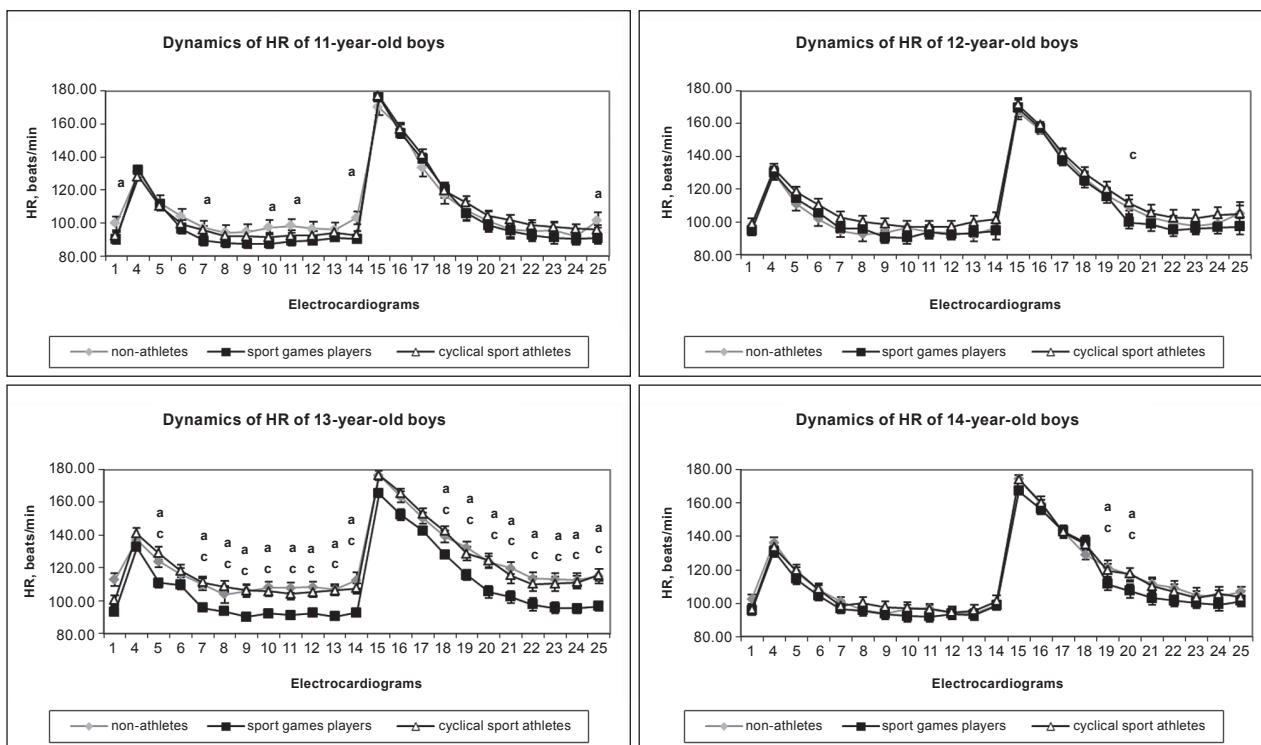 Dynamics of HR of 11-year-old boys
HR, beats/min
180.00
160.00
140.00
120.00
100.00
80.00
a a a a a a
1 4 5 6 7 8 9 10 11 12 13 14 15 16 17 18 19 20 21 22 23 24 25
Electrocardiograms
non-athletes sport games players cyclical sport athletes
Dynamics of HR of 12-year-old boys
HR, beats/min
180.00
160.00
140.00
120.00
100.00
80.00
c
1 4 5 6 7 8 9 10 11 12 13 14 15 16 17 18 19 20 21 22 23 24 25
Electrocardiograms
non-athletes sport games players cyclical sport athletes
Dynamics of HR of 13-year-old boys
HR, beats/min
180.00
160.00
140.00
120.00
100.00
80.00
a a a a a a a a a a a a a a a
c c c c c c c c c c c c c c c
1 4 5 6 7 8 9 10 11 12 13 14 15 16 17 18 19 20 21 22 23 24 25
Electrocardiograms
non-athletes sport games players cyclical sport athletes
Dynamics of HR of 14-year-old boys
HR, beats/min
180.00
160.00
140.00
120.00
100.00
80.00
a a
c c
1 4 5 6 7 8 9 10 11 12 13 14 15 16 17 18 19 20 21 22 23 24 25
Electrocardiograms
non-athletes sport games players cyclical sport athletes